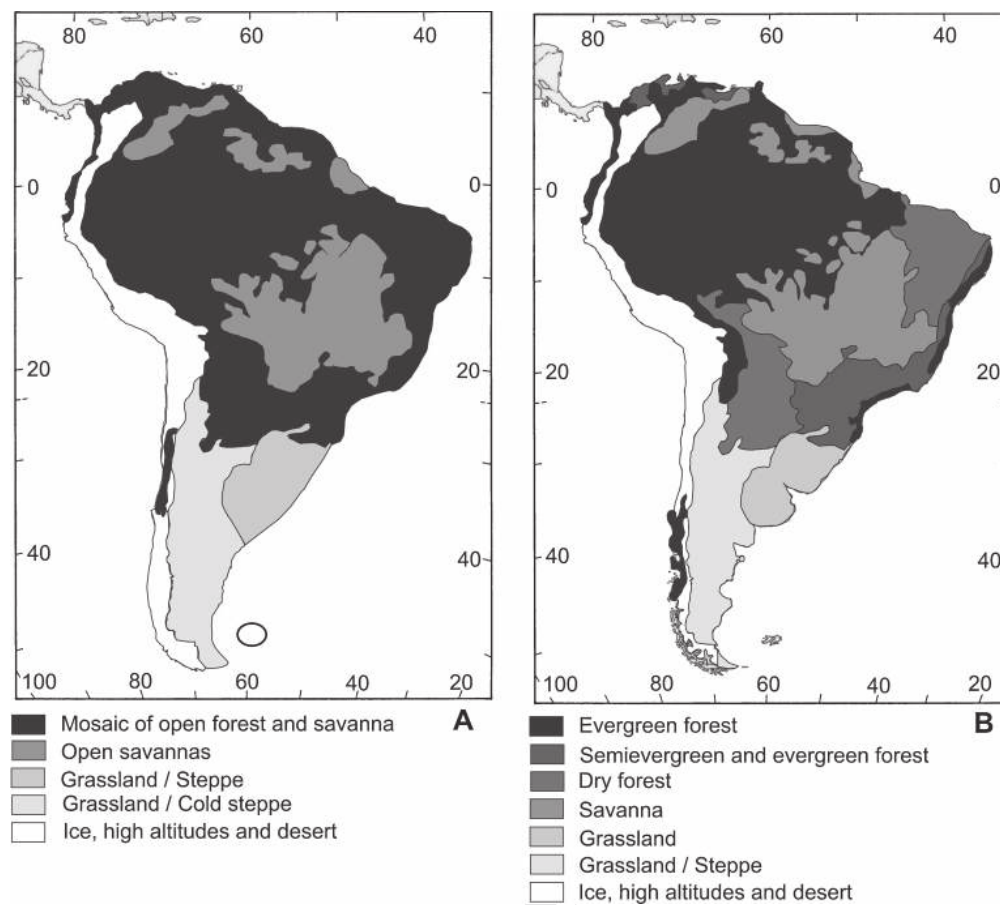 80 60 40
0 0
20 20
40 40
100 80 60 40 20
A
Mosaic of open forest and savanna
Open savannas
Grassland / Steppe
Grassland / Cold steppe
Ice, high altitudes and desert
80 60 40
0 0
20 20
40 40
100 80 60 40 20
B
Evergreen forest
Semievergreen and evergreen forest
Dry forest
Savanna
Grassland
Grassland / Steppe
Ice, high altitudes and desert